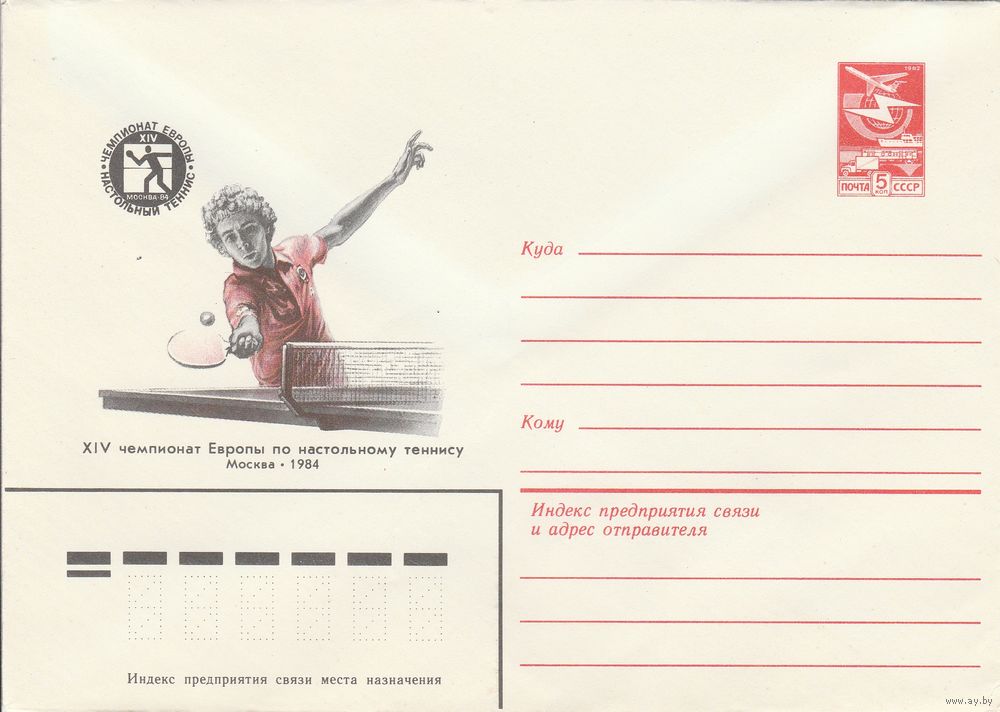 ЧЕМПИОНАТ ЕВРОПЫ
XIV
МОСКВА-84
НАСТОЛЬНЫЙ ТЕННИС
1982
ПОЧТА 5 КОП СССР
Куда
Кому
XIV чемпионат Европы по настольному теннису
Москва • 1984
Индекс предприятия связи
и адрес отправителя
Индекс предприятия связи места назначения
www.ay.by